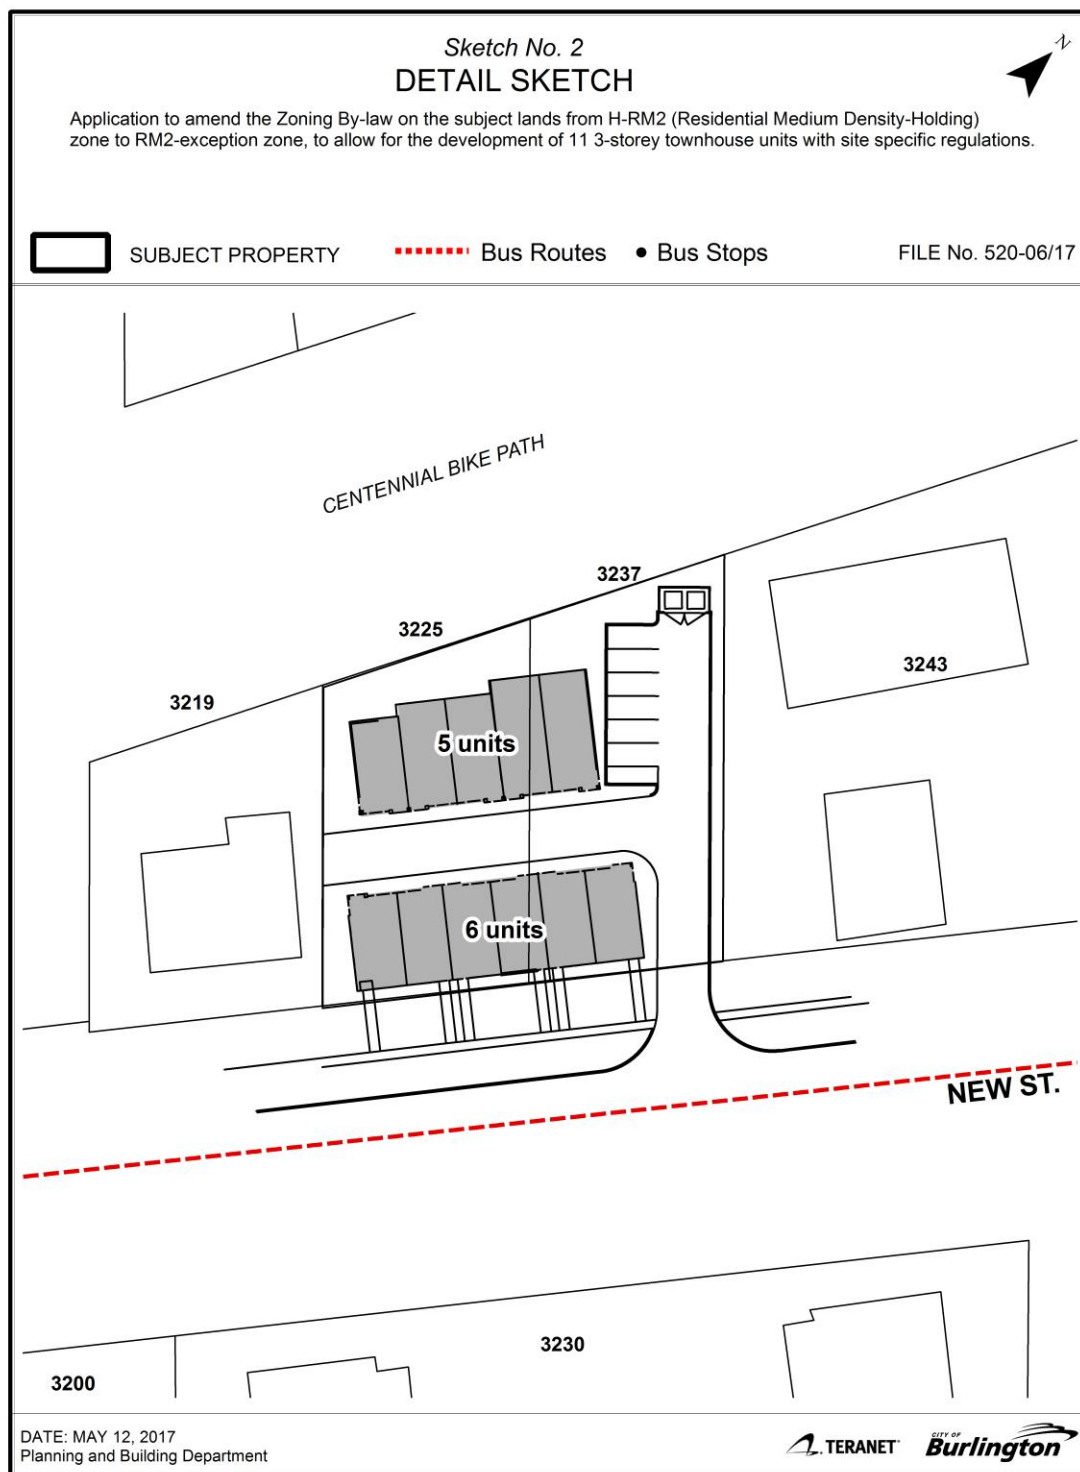 N
Sketch No. 2
DETAIL SKETCH
Application to amend the Zoning By-law on the subject lands from H-RM2 (Residential Medium Density-Holding)
zone to RM2-exception zone, to allow for the development of 11 3-storey townhouse units with site specific regulations.
SUBJECT PROPERTY
Bus Routes
Bus Stops
FILE No. 520-06/17
CENTENNIAL BIKE PATH
3237
3225
3243
3219
5 units
6 units
NEW ST.
3230
3200
DATE: MAY 12, 2017
Planning and Building Department
TERANET
CITY OF
Burlington